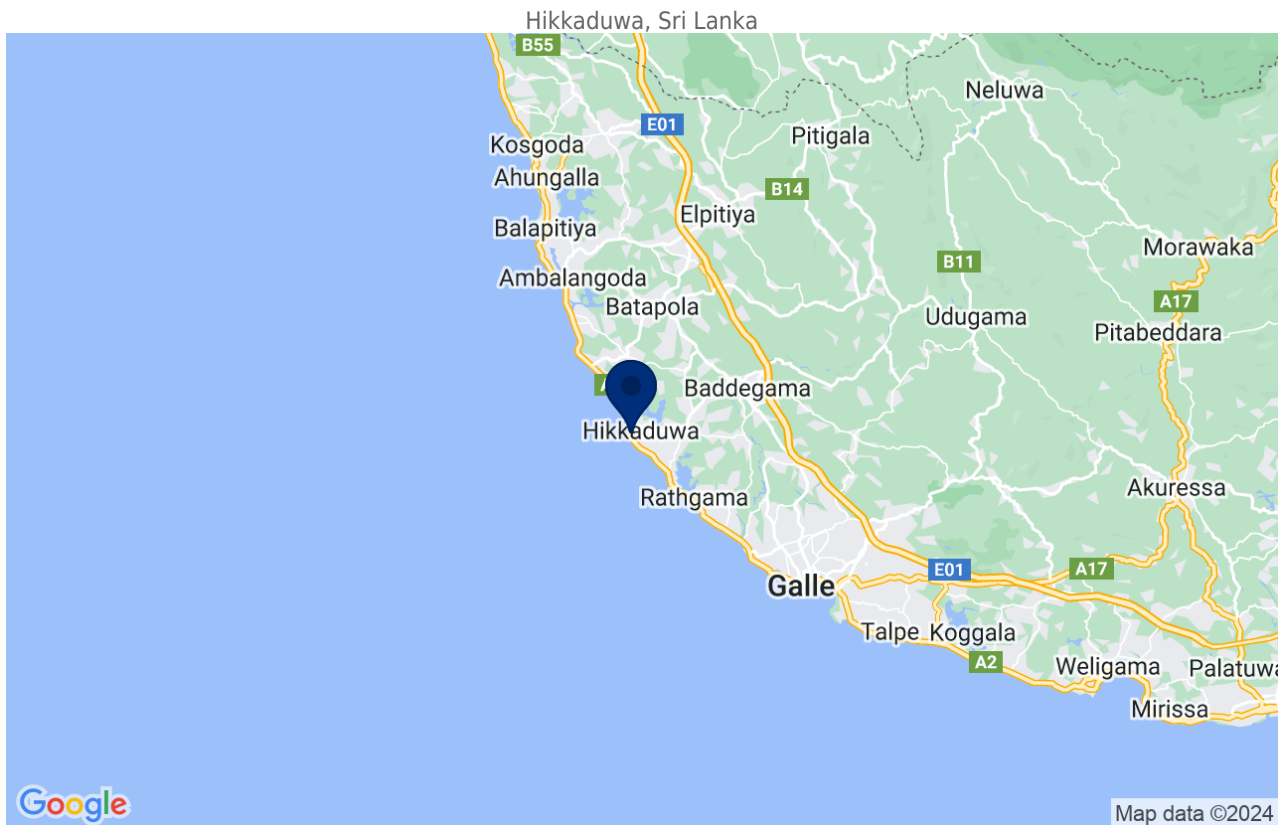 Hikkaduwa, Sri Lanka
B55
Neluwa
E01
Pitigala
Kosgoda
Ahungalla
B14
Elpitiya
Balapitiya
Morawaka
B11
Ambalangoda
Batapola
A17
Udugama
Pitabeddara
Baddegama
Hikkaduwa
Akuressa
Rathgama
E01
A17
Galle
Talpe
Koggala
A2
Weligama
Palatuwa
Mirissa
Google
Map data ©2024